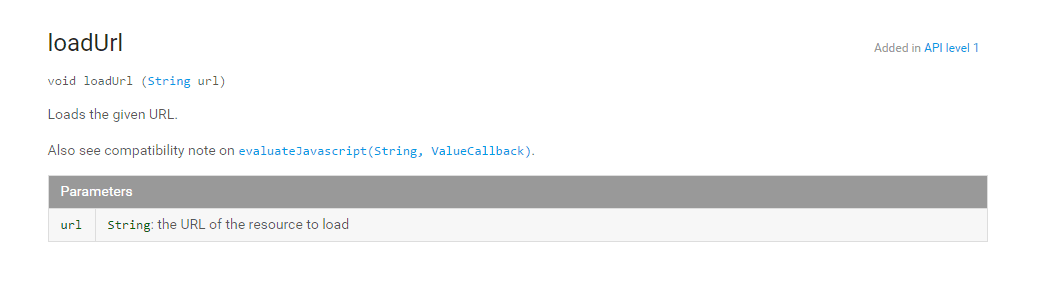 loadUrl
Added in API level 1
void loadUrl (String url)
Loads the given URL.
Also see compatibility note on evaluateJavascript(String, ValueCallback).
Parameters
url String: the URL of the resource to load